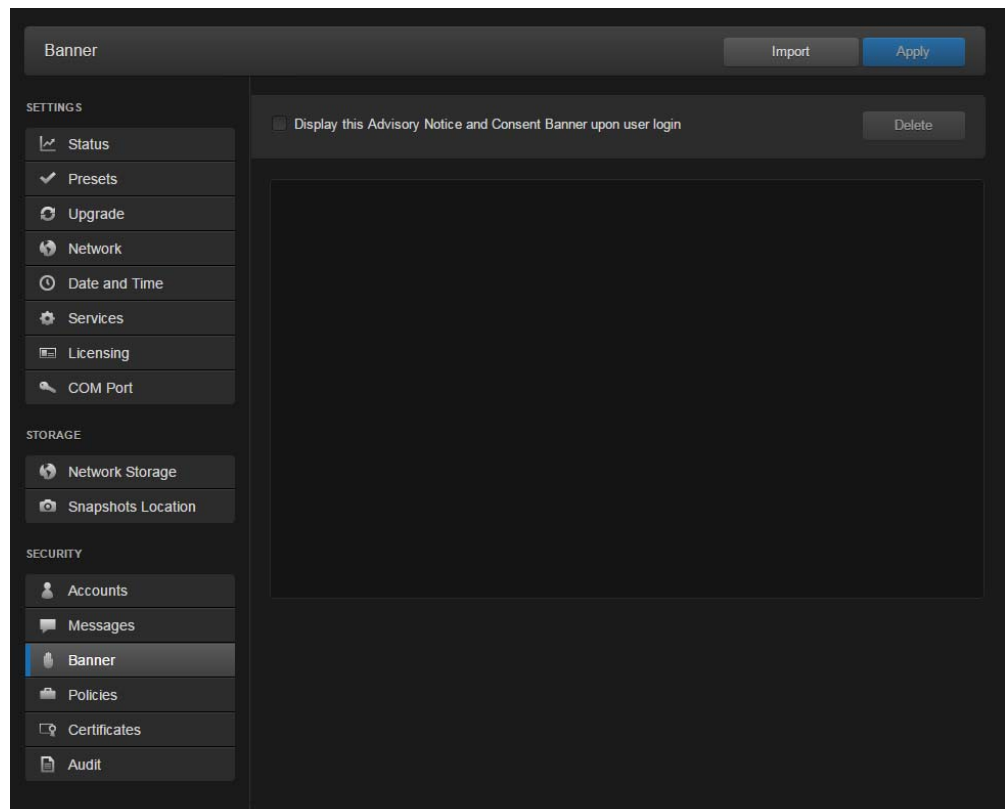 Banner
Import
Apply
SETTINGS
Status
Presets
Upgrade
Network
Date and Time
Services
Licensing
COM Port
STORAGE
Network Storage
Snapshots Location
SECURITY
Accounts
Messages
Banner
Policies
Certificates
Audit
Display this Advisory Notice and Consent Banner upon user login
Delete